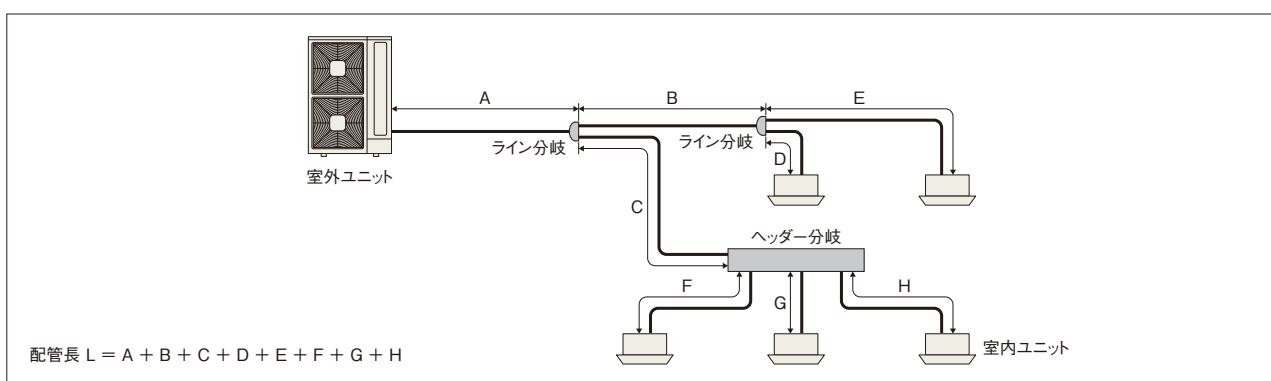 A
B
E
ライン分岐
ライン分岐
D
室外ユニット
C
ヘッダー分岐
F
G
H
配管長 L = A + B + C + D + E + F + G + H
室内ユニット